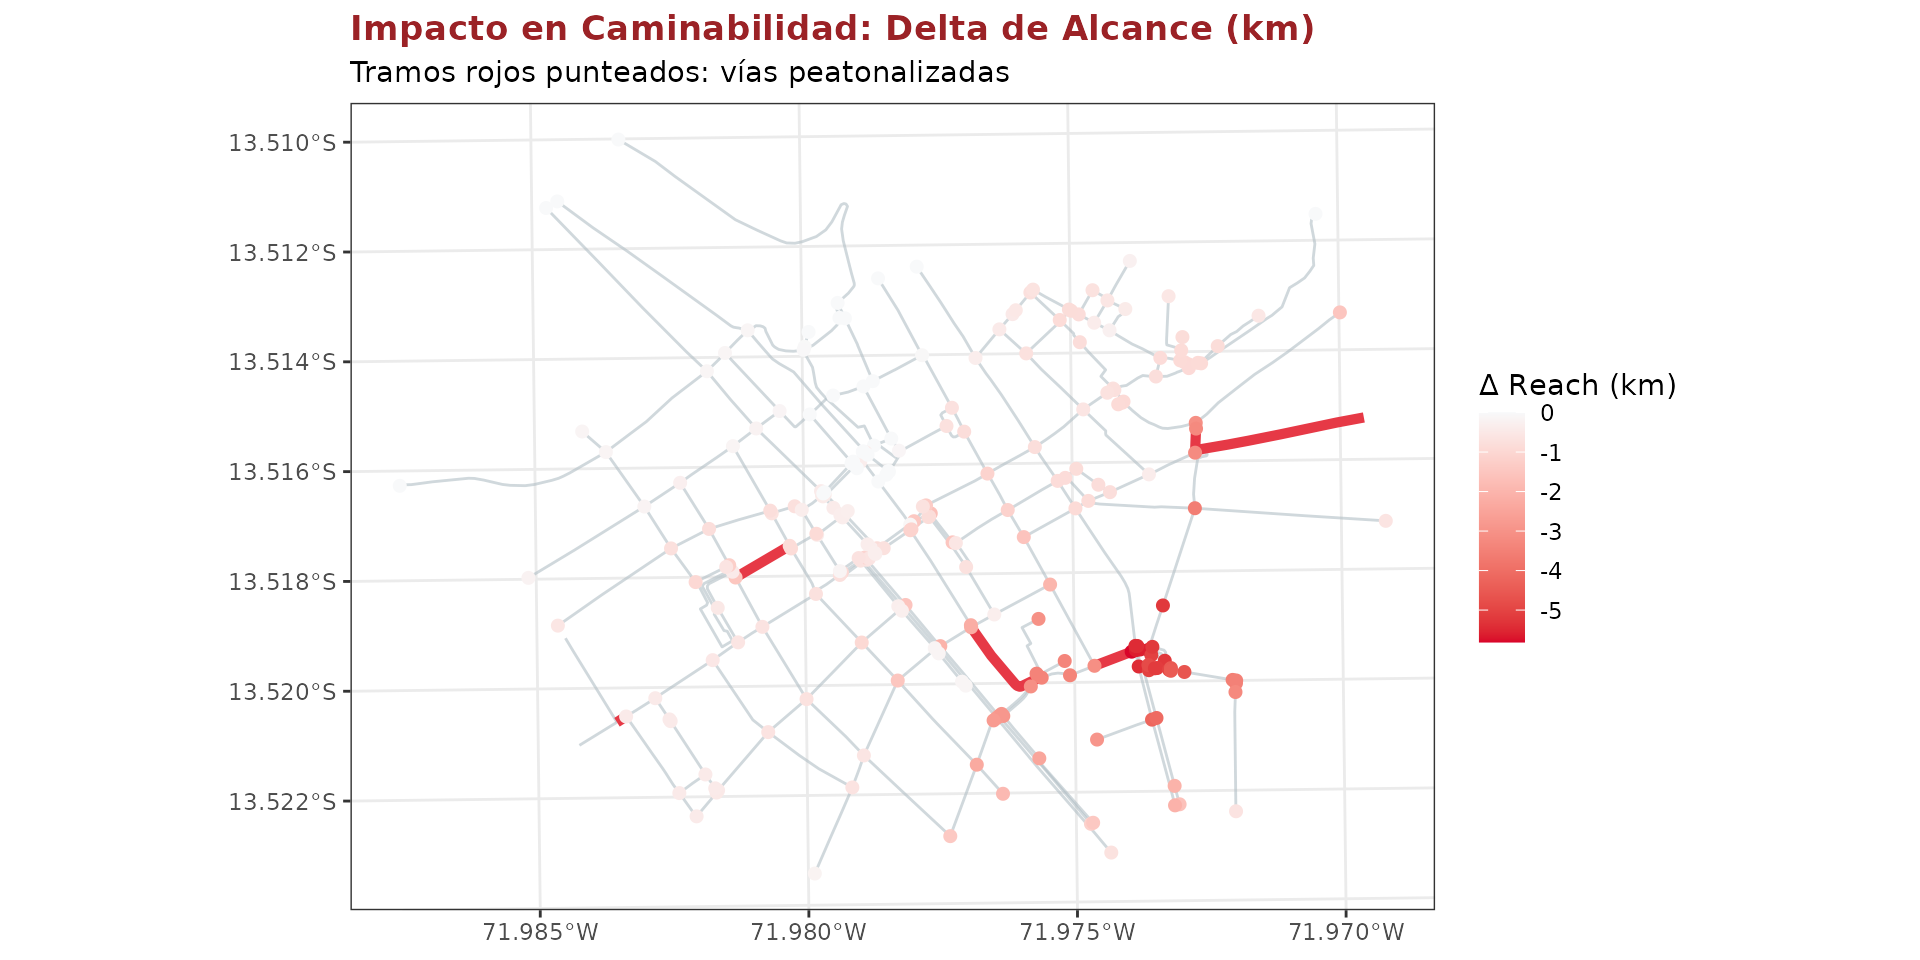 Impacto en Caminabilidad: Delta de Alcance (km)
Tramos rojos punteados: vías peatonalizadas
13.510°S
13.512°S
13.514°S
13.516°S
13.518°S
13.520°S
13.522°S
71.985°W
71.980°W
71.975°W
71.970°W
Δ Reach (km)
0
-1
-2
-3
-4
-5